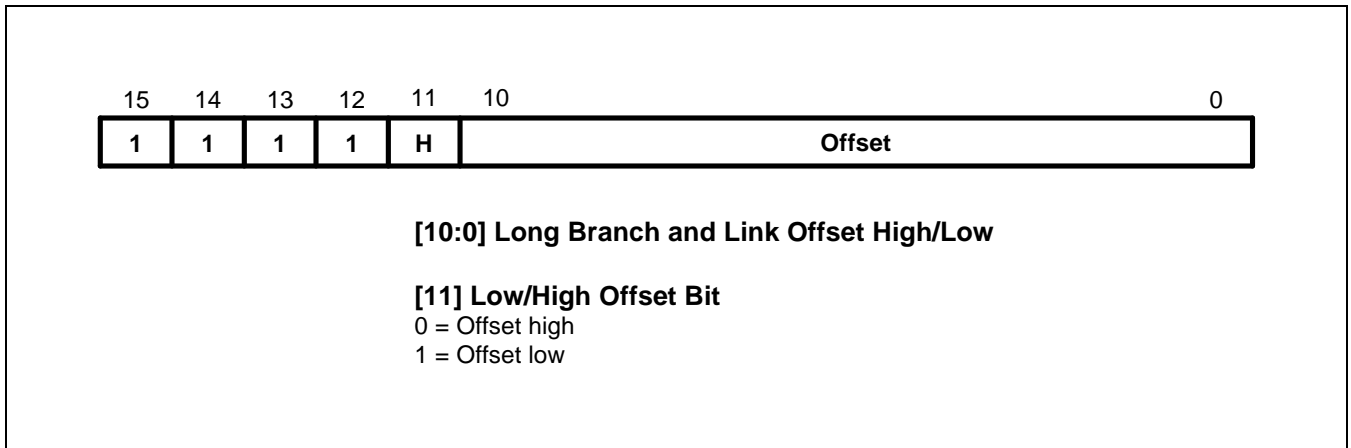 15 14 13 12 11 10 0
1 1 1 1 H Offset
[10:0] Long Branch and Link Offset High/Low
[11] Low/High Offset Bit
0 = Offset high
1 = Offset low